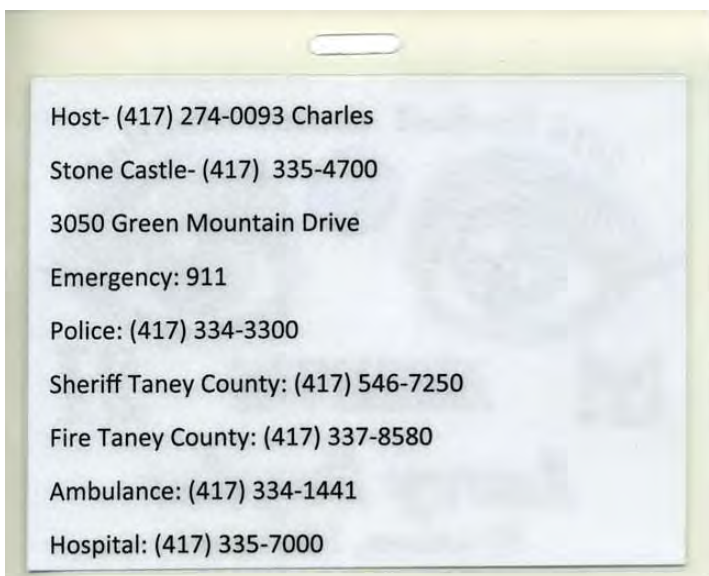 Host- (417) 274-0093 Charles
Stone Castle- (417)  335-4700
3050 Green Mountain Drive
Emergency: 911
Police: (417) 334-3300
Sheriff Taney County: (417) 546-7250
Fire Taney County: (417) 337-8580
Ambulance: (417) 334-1441
Hospital: (417) 335-7000